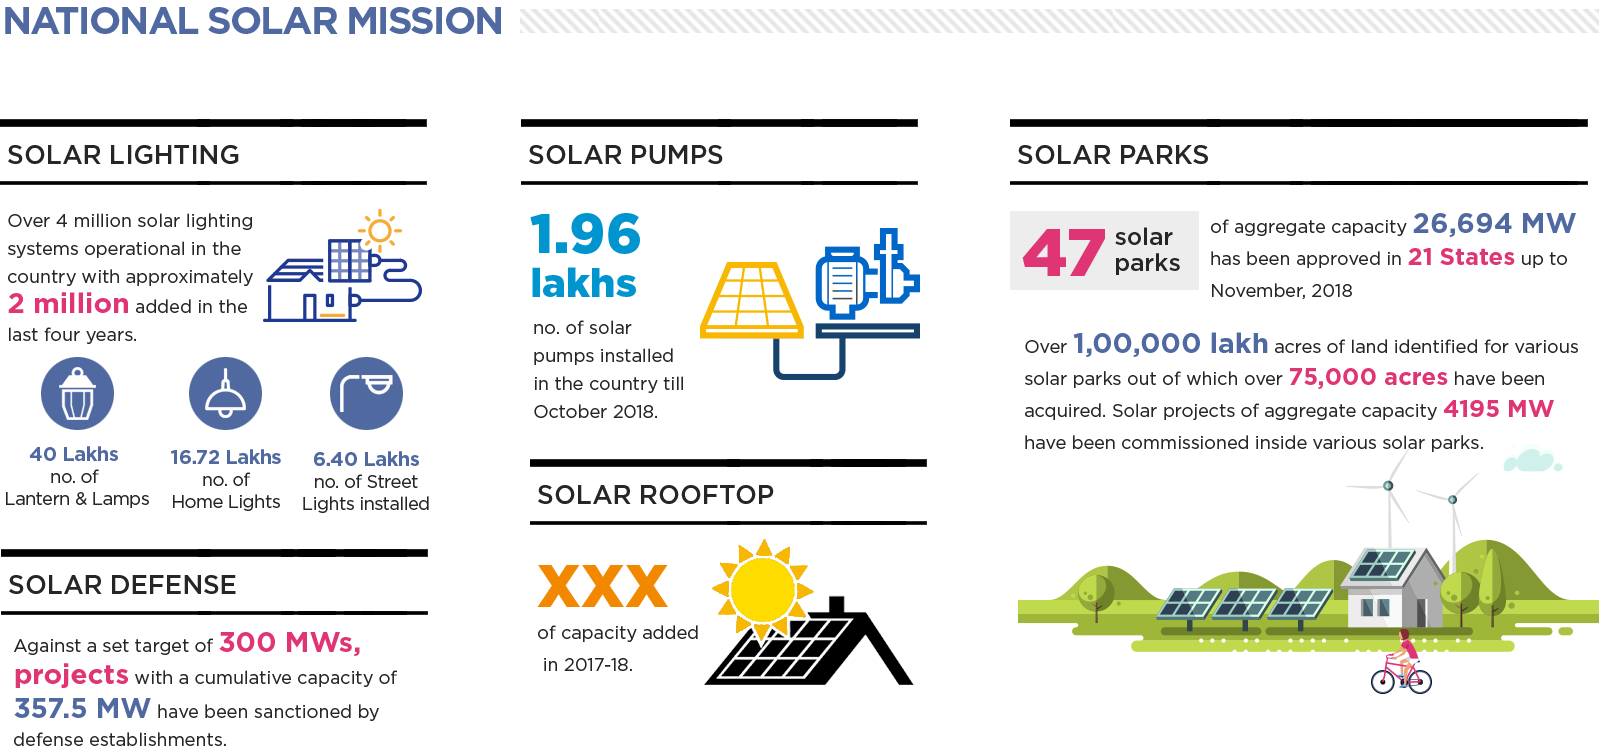 NATIONAL SOLAR MISSION
SOLAR LIGHTING
Over 4 million solar lighting
systems operational in the
country with approximately
2 million added in the
last four years.
40 Lakhs
no. of
Lantern & Lamps
16.72 Lakhs
no. of
Home Lights
6.40 Lakhs
no. of Street
Lights installed
SOLAR DEFENSE
Against a set target of 300 MWs,
projects with a cumulative capacity of
357.5 MW have been sanctioned by
defense establishments.
SOLAR PUMPS
1.96
lakhs
no. of solar
pumps installed
in the country till
October 2018.
SOLAR ROOFTOP
XXX
of capacity added
in 2017-18.
SOLAR PARKS
47 solar
parks
of aggregate capacity 26,694 MW
has been approved in 21 States up to
November, 2018
Over 1,00,000 lakh acres of land identified for various
solar parks out of which over 75,000 acres have been
acquired. Solar projects of aggregate capacity 4195 MW
have been commissioned inside various solar parks.